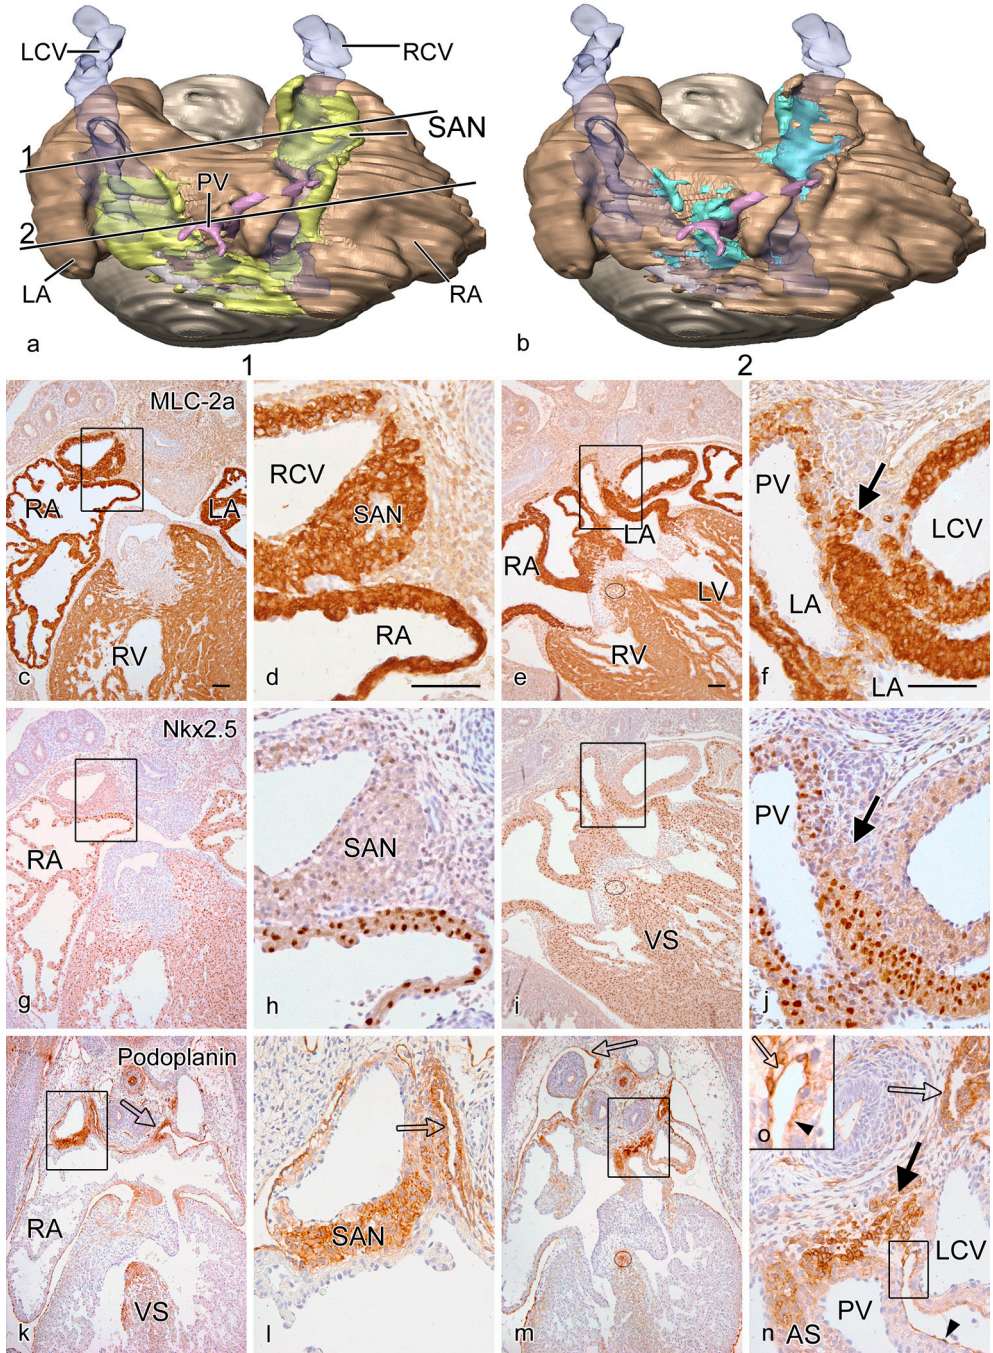 LCV RCV
SAN
1
PV
2
LA RA
a b
1 2
MLC-2a
RA LA
RV
c
RCV
SAN
RA
d
LA
RA
LV
RV
e
PV
LCV
LA
LA
f
Nkx2.5
RA
g
SAN
h
VS
i
PV
j
Podoplanin
RA
VS
k
SAN
l
m
o
LCV
PV
AS
n